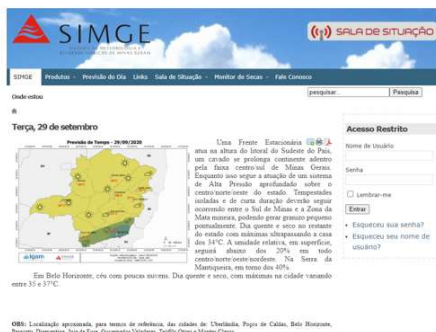 SIMGE
SALA DE SITUAÇÃO
SIMGE Produtos Previsão do Dia Links Sala de Situação Monitor de Secas Fale Conosco
pesquisar... Pesquisa
Onde estou
Terça, 29 de setembro
Previsão do Tempo - 29/09/2020
Uma Frente Estacionária
atua na altura do litoral do Sudeste do País,
um cavado se prolonga continente adentro
pela faixa centro/sul de Minas Gerais.
Enquanto isso segue a atuação de um sistema
de Alta Pressão aprofundado sobre o
centro/norte/oeste do estado. Tempestades
isoladas e de curta duração deverão seguir
ocorrendo entre o Sul de Minas e a Zona da
Mata mineira, podendo gerar granizo pequeno
pontualmente. Dia quente e seco no restante
do estado com máximas ultrapassando a casa
dos 34°C. A umidade relativa, em superfície,
seguirá abaixo dos 20% em todo
centro/norte/oeste/nordeste. Na Serra da
Mantiqueira, em torno dos 40%.
Em Belo Horizonte, céu com poucas nuvens. Dia quente e seco, com máximas na cidade variando
entre 35 e 37°C.
OBS: Localização aproximada, para termos de referência, das cidades de: Uberlândia, Poços de Caldas, Belo Horizonte,
Acesso Restrito
Nome de Usuário
Senha
Lembrar-me
Entrar
Esqueceu sua senha?
Esqueceu seu nome de
usuário?
igam